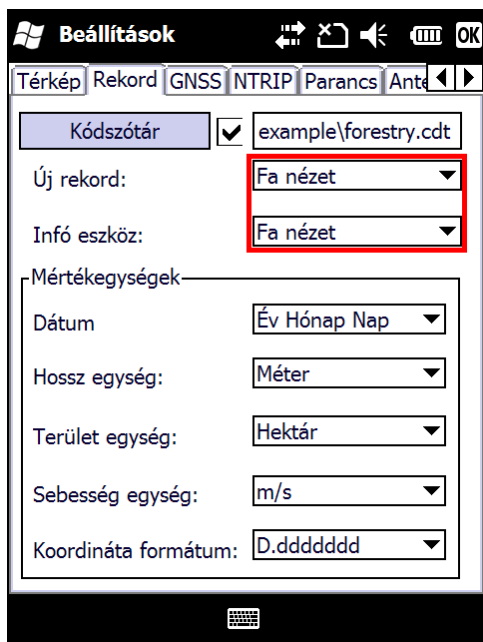 Beállítások OK
Térkép Rekord GNSS NTRIP Parancs Ante
Kódszótár example\forestry.cdt
Új rekord: Fa nézet
Infó eszköz: Fa nézet
Mértékegységek
Dátum Év Hónap Nap
Hossz egység: Méter
Terület egység: Hektár
Sebesség egység: m/s
Koordináta formátum: D.ddddddd